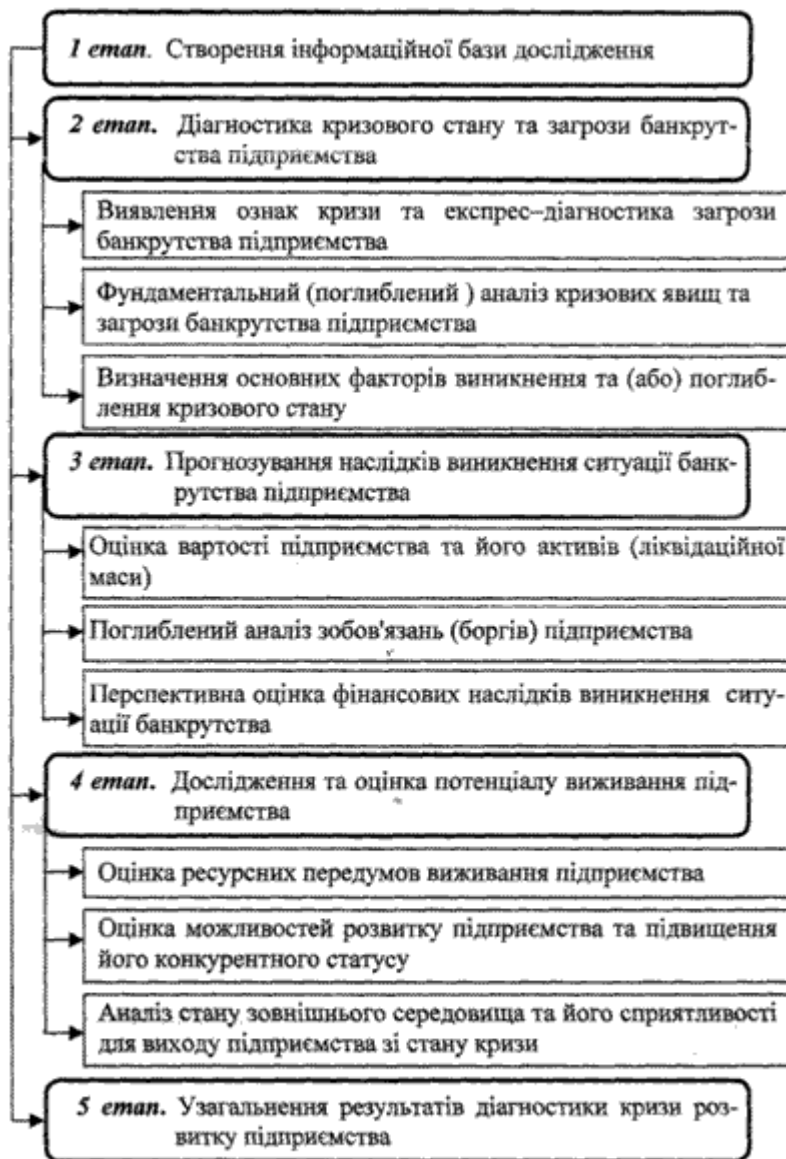 1 етап. Створення інформаційної бази дослідження
2 етап. Діагностика кризового стану та загрози банкрут-
ства підприємства
Виявлення ознак кризи та експрес–діагностика загрози
банкрутства підприємства
Фундаментальний (поглиблений ) аналіз кризових явищ та
загрози банкрутства підприємства
Визначення основних факторів виникнення та (або) поглиб-
лення кризового стану
3 етап. Прогнозування наслідків виникнення ситуації бан-
крутства підприємства
Оцінка вартості підприємства та його активів (ліквідаційної
маси)
Поглиблений аналіз зобов'язань (боргів) підприємства
Перспективна оцінка фінансових наслідків виникнення ситу-
ації банкрутства
4 етап. Дослідження та оцінка потенціалу виживання під-
приємства
Оцінка ресурсних передумов виживання підприємства
Оцінка можливостей розвитку підприємства та підвищення
його конкурентного статусу
Аналіз стану зовнішнього середовища та його сприятливості
для виходу підприємства зі стану кризи
5 етап. Узагальнення результатів діагностики кризи роз-
витку підприємства